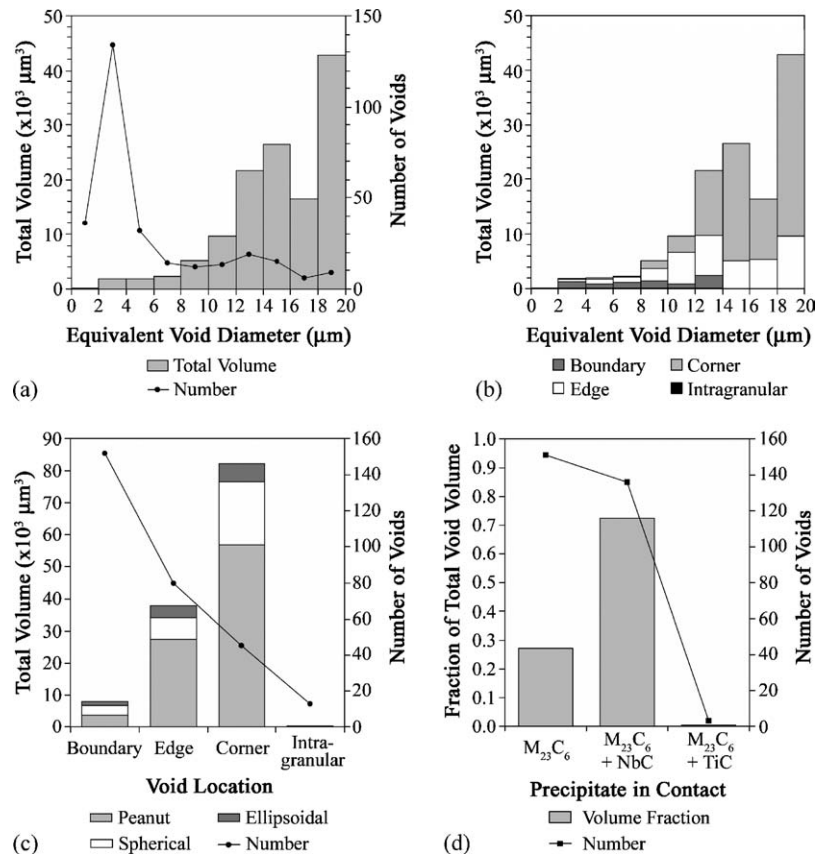 50
40
30
20
10
0
Total Volume (x10³ µm³)
150
100
50
0
Number of Voids
0 2 4 6 8 10 12 14 16 18 20
Equivalent Void Diameter (µm)
Total Volume
Number
(a)
50
40
30
20
10
0
Total Volume (x10³ µm³)
0 2 4 6 8 10 12 14 16 18 20
Equivalent Void Diameter (µm)
Boundary Corner
Edge Intragranular
(b)
90
80
70
60
50
40
30
20
10
0
Total Volume (x10³ µm³)
160
140
120
100
80
60
40
20
0
Number of Voids
Boundary Edge Corner Intra-
granular
Void Location
Peanut Ellipsoidal
Spherical Number
(c)
1.0
0.9
0.8
0.7
0.6
0.5
0.4
0.3
0.2
0.1
0.0
Fraction of Total Void Volume
160
140
120
100
80
60
40
20
0
Number of Voids
M₂₃C₆ M₂₃C₆ M₂₃C₆
+ NbC + TiC
Precipitate in Contact
Volume Fraction
Number
(d)